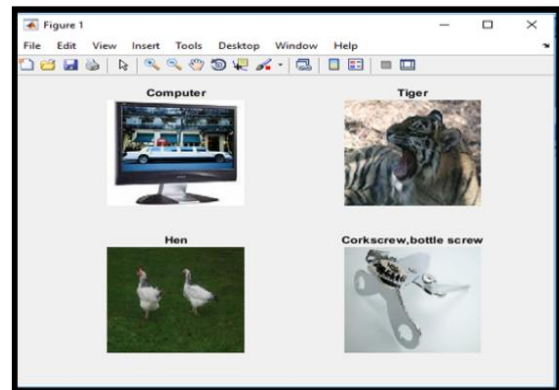 Figure 1
File Edit View Insert Tools Desktop Window Help
Computer
Tiger
Hen
Corkscrew,bottle screw